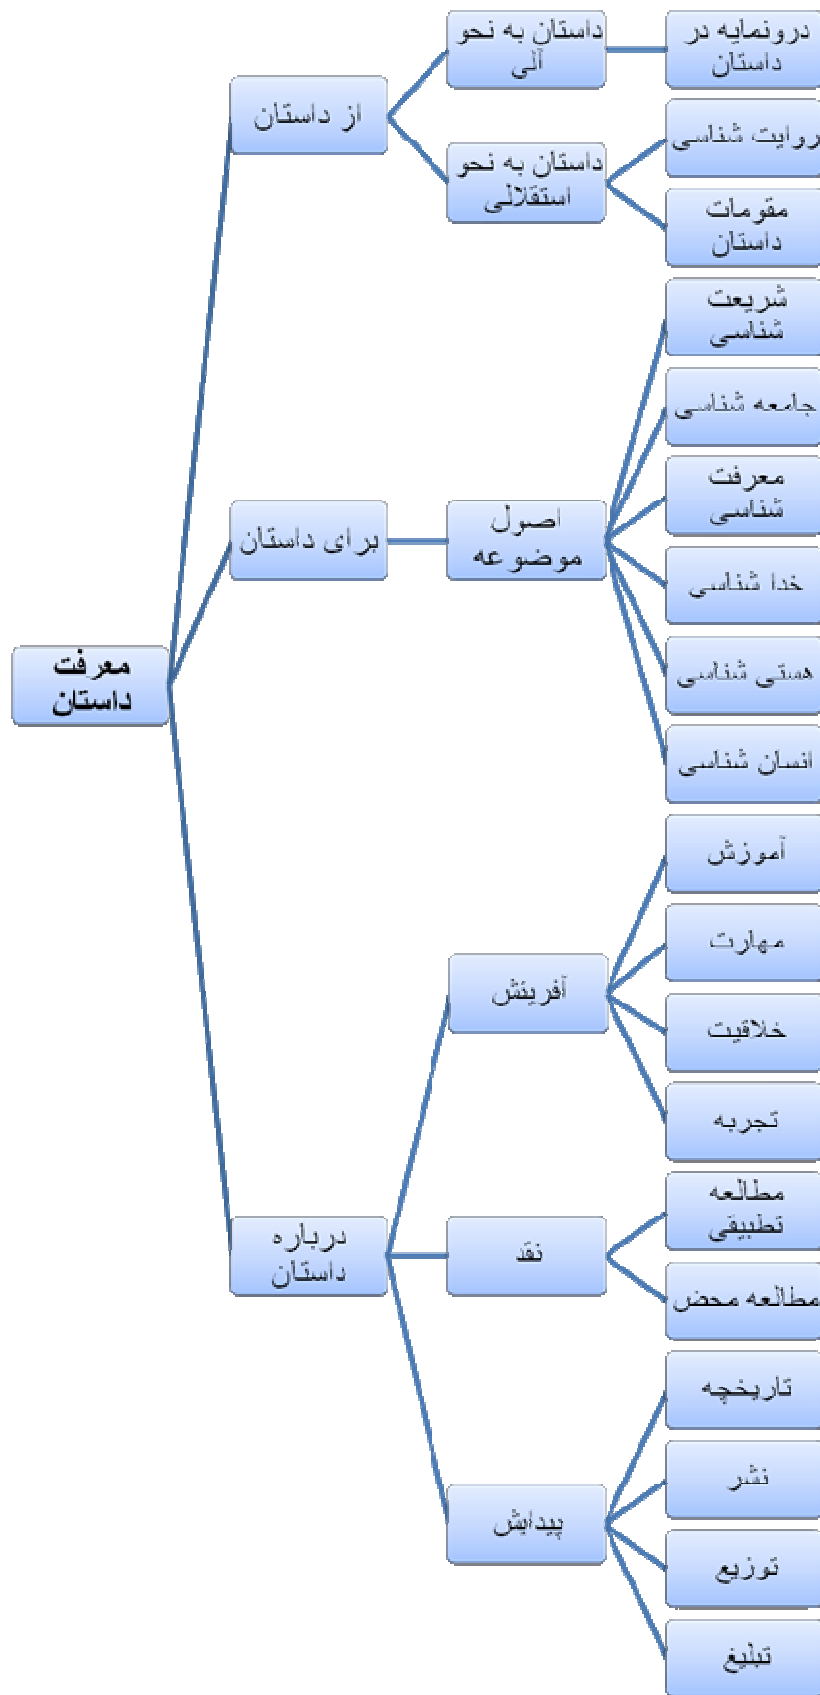 معرفت
داستان
از داستان
داستان به نحو
آلی
درونمایه در
داستان
داستان به نحو
استقلالی
روایت شناسی
مقومات
داستان
برای داستان
اصول
موضوعه
شریعت
شناسی
جامعه شناسی
معرفت
شناسی
خدا شناسی
هستی شناسی
انسان شناسی
درباره
داستان
آفرینش
آموزش
مهارت
خلاقیت
تجربه
نقد
مطالعه
تطبیقی
مطالعه محض
پیدایش
تاریخچه
نشر
توزیع
تبلیغ